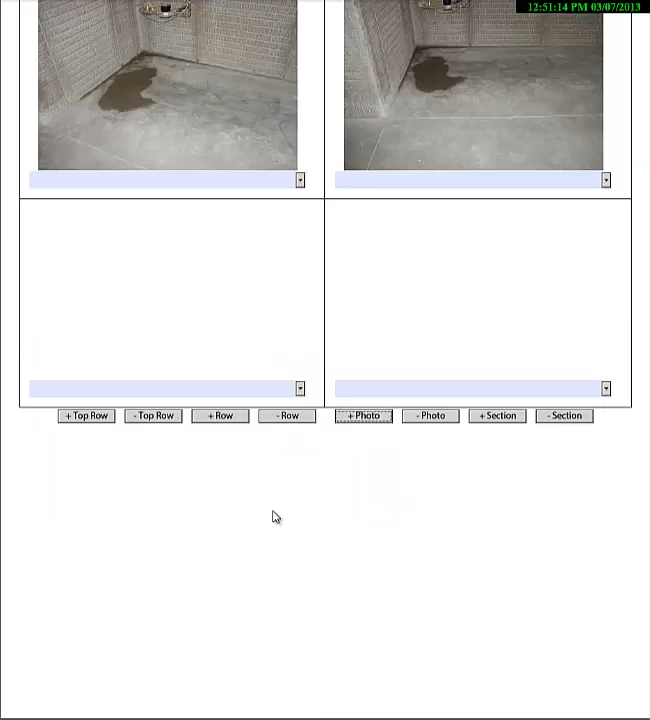 12:51:14 PM 03/07/2013
+ Top Row
- Top Row
+ Row
- Row
+ Photo
- Photo
+ Section
- Section